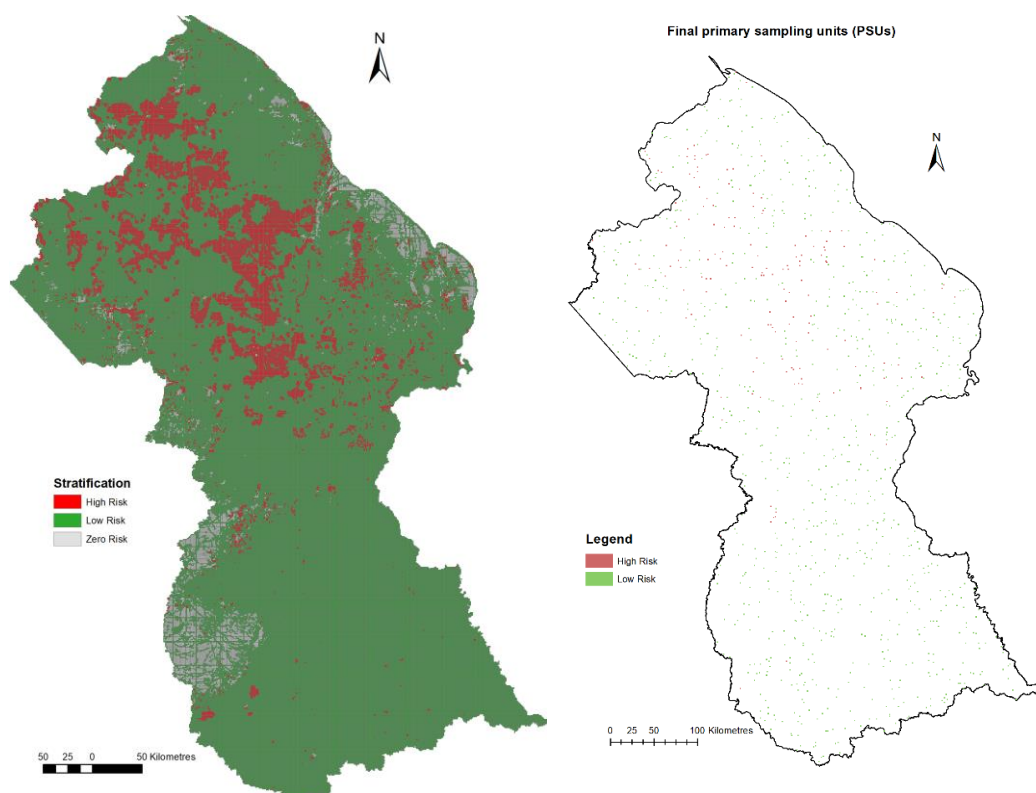 N
Stratification
High Risk
Low Risk
Zero Risk
50 25 0 50 Kilometres
Final primary sampling units (PSUs)
N
Legend
High Risk
Low Risk
0 25 50 100 Kilometres